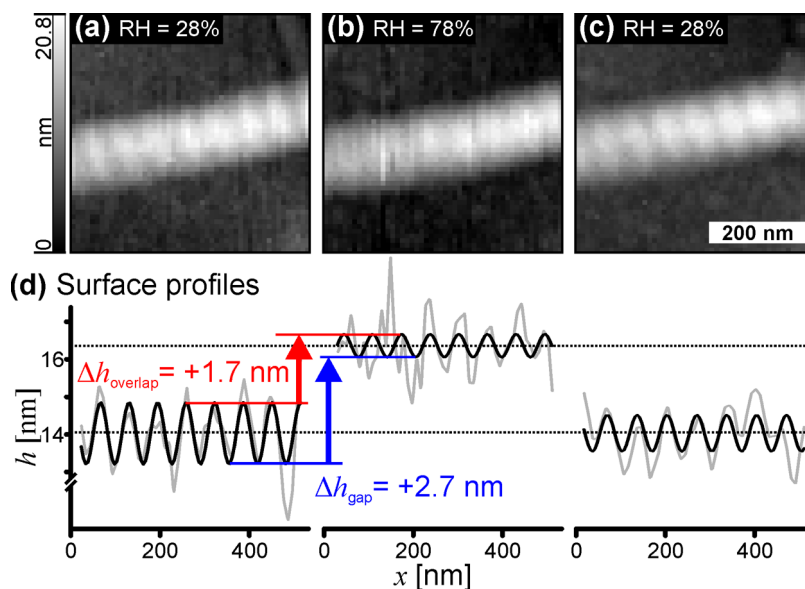 20.8
nm
0
(a) RH = 28%
(b) RH = 78%
(c) RH = 28%
200 nm
(d) Surface profiles
h [nm]
16
14
Δhoverlap = +1.7 nm
Δhgap = +2.7 nm
0 200 400
0 200 400
0 200 400
x [nm]